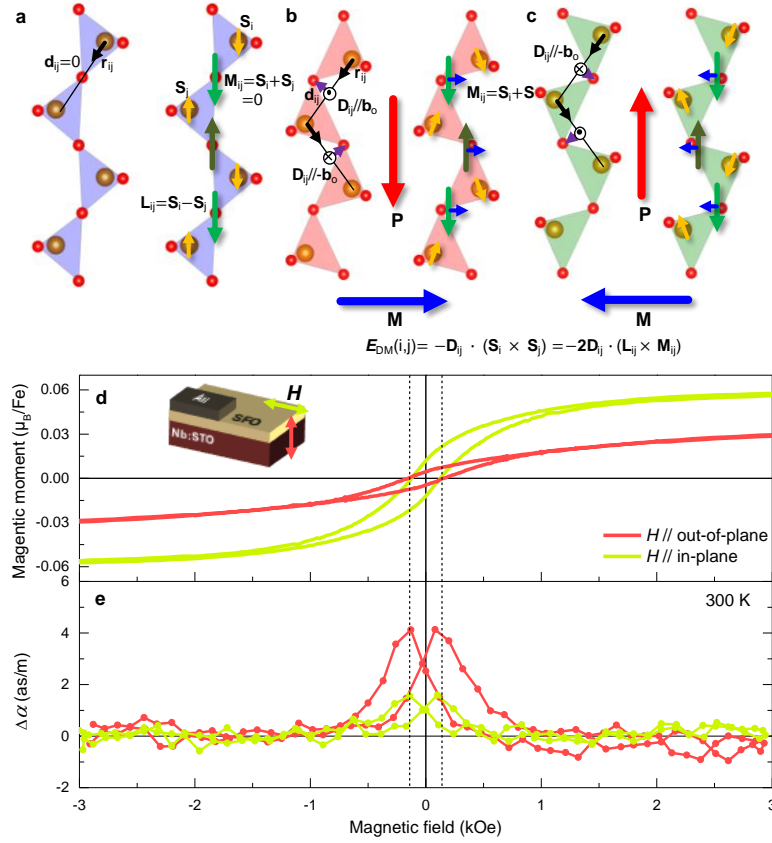 a
b
c
d_ij=0
r_ij
S_i
S_j
M_ij=S_i+S_j
=0
L_ij=S_i−S_j
r_ij
d_ij
D_ij//b_o
D_ij//-b_o
P
M
D_ij//-b_o
M_ij=S_i+S
P
M
E_DM(i,j)= −D_ij · (S_i × S_j) =−2D_ij · (L_ij × M_ij)
d
Magentic moment (μ_B/Fe)
0.06
0.03
0.00
-0.03
-0.06
Au
SFO
Nb:STO
H
H // out-of-plane
H // in-plane
e
300 K
Δα (as/m)
6
4
2
0
-2
-3
-2
-1
0
1
2
3
Magnetic field (kOe)